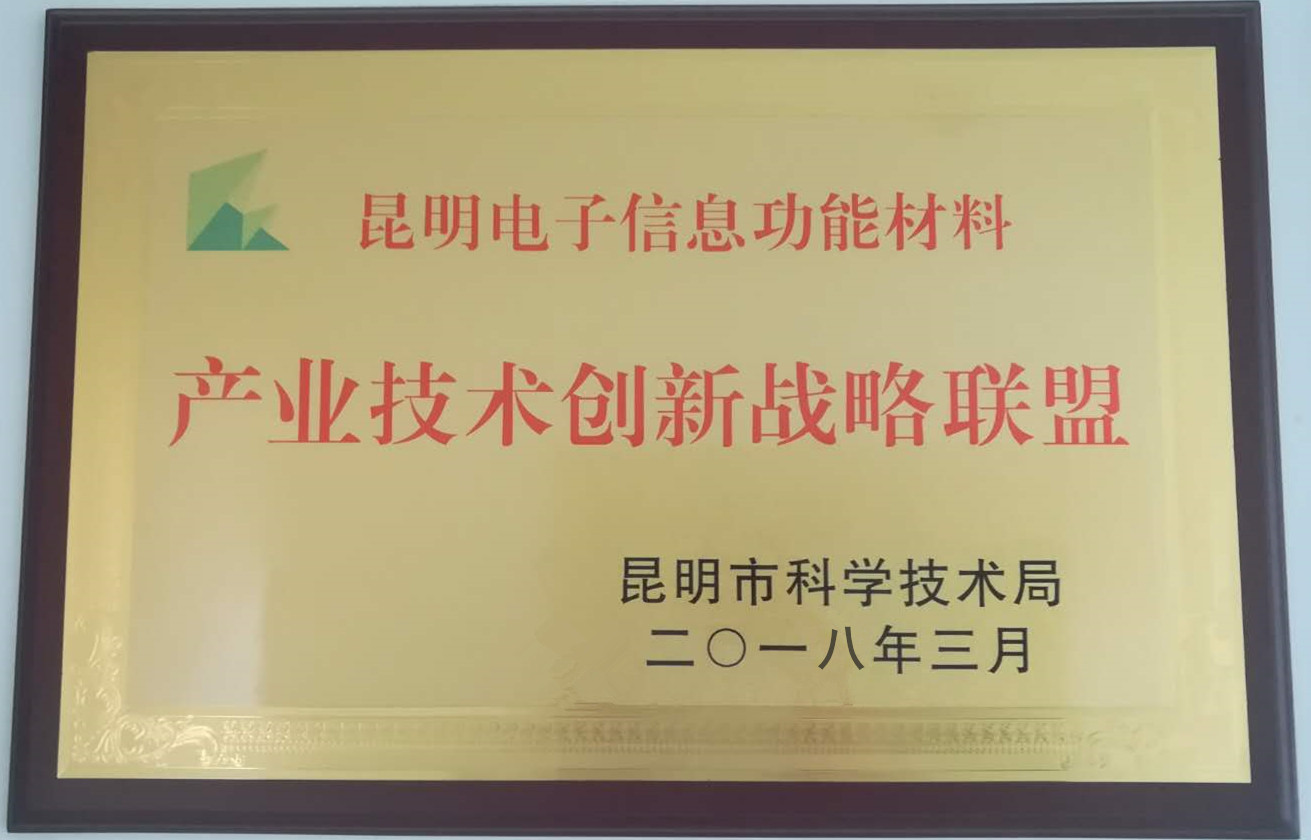 昆明电子信息功能材料
产业技术创新战略联盟
昆明市科学技术局
二〇一八年三月